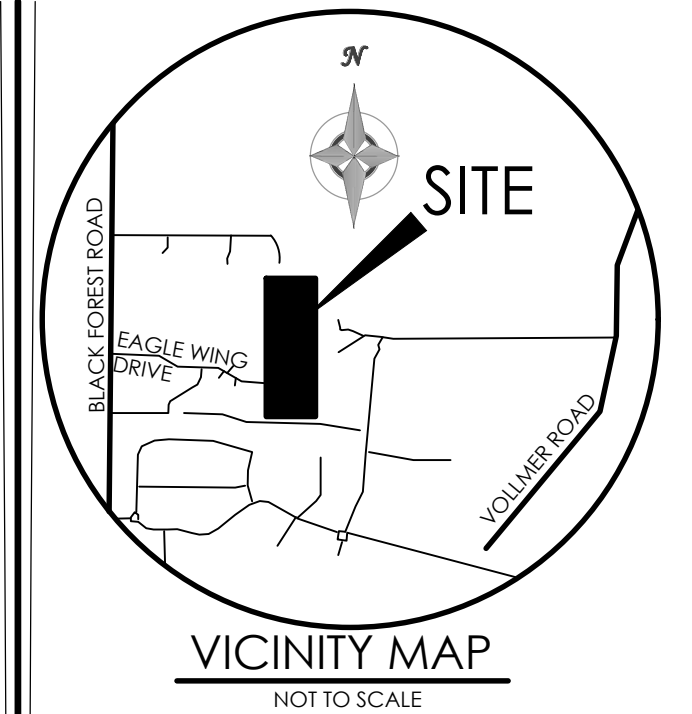 N
SITE
BLACK FOREST ROAD
EAGLE WING
DRIVE
VOLLMER ROAD
VICINITY MAP
NOT TO SCALE